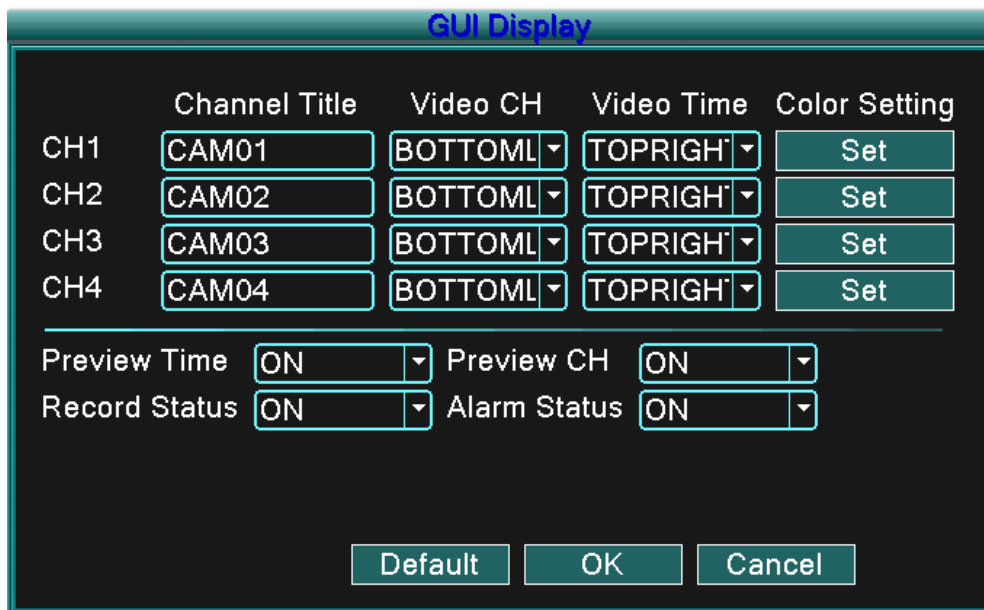 GUI Display
Channel Title Video CH Video Time Color Setting
CH1 CAM01 BOTTOML TOPRIGHT Set
CH2 CAM02 BOTTOML TOPRIGHT Set
CH3 CAM03 BOTTOML TOPRIGHT Set
CH4 CAM04 BOTTOML TOPRIGHT Set
Preview Time ON Preview CH ON
Record Status ON Alarm Status ON
Default OK Cancel